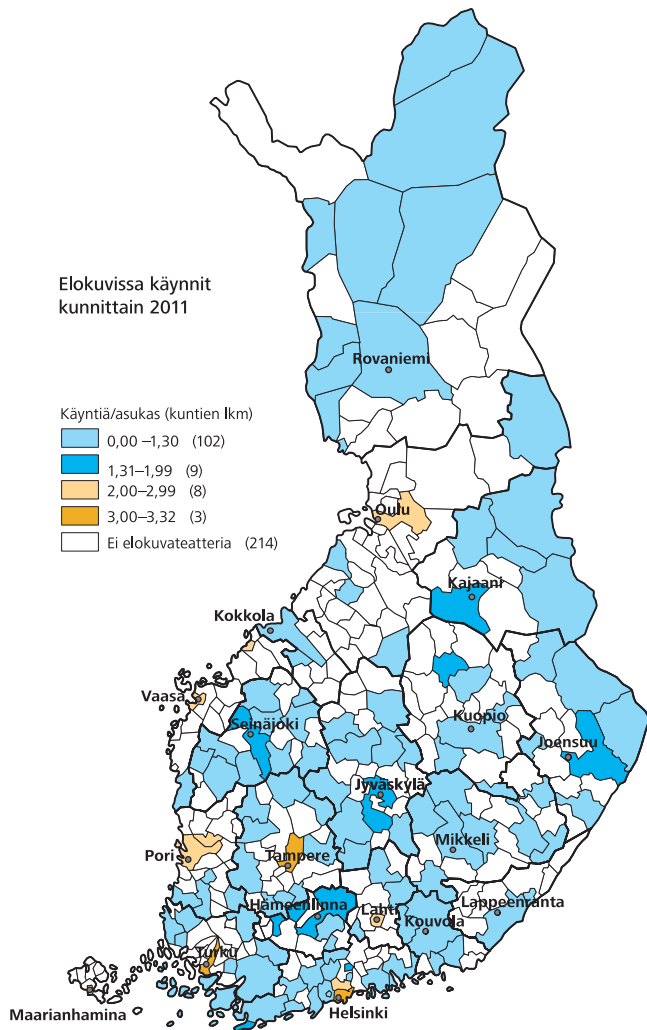 Elokuvissa käynnit
kunnittain 2011
Rovaniemi
Käyntiä/asukas (kuntien lkm)
0,00 –1,30 (102)
1,31–1,99 (9)
2,00–2,99 (8)
3,00–3,32 (3)
Ei elokuvateatteria (214)
Oulu
Kajaani
Kokkola
Vaasa
Seinäjoki
Kuopio
Joensuu
Jyväskylä
Mikkeli
Pori
Tampere
Hämeenlinna
Lahti
Lappeenranta
Kouvola
Turku
Maarianhamina
Helsinki